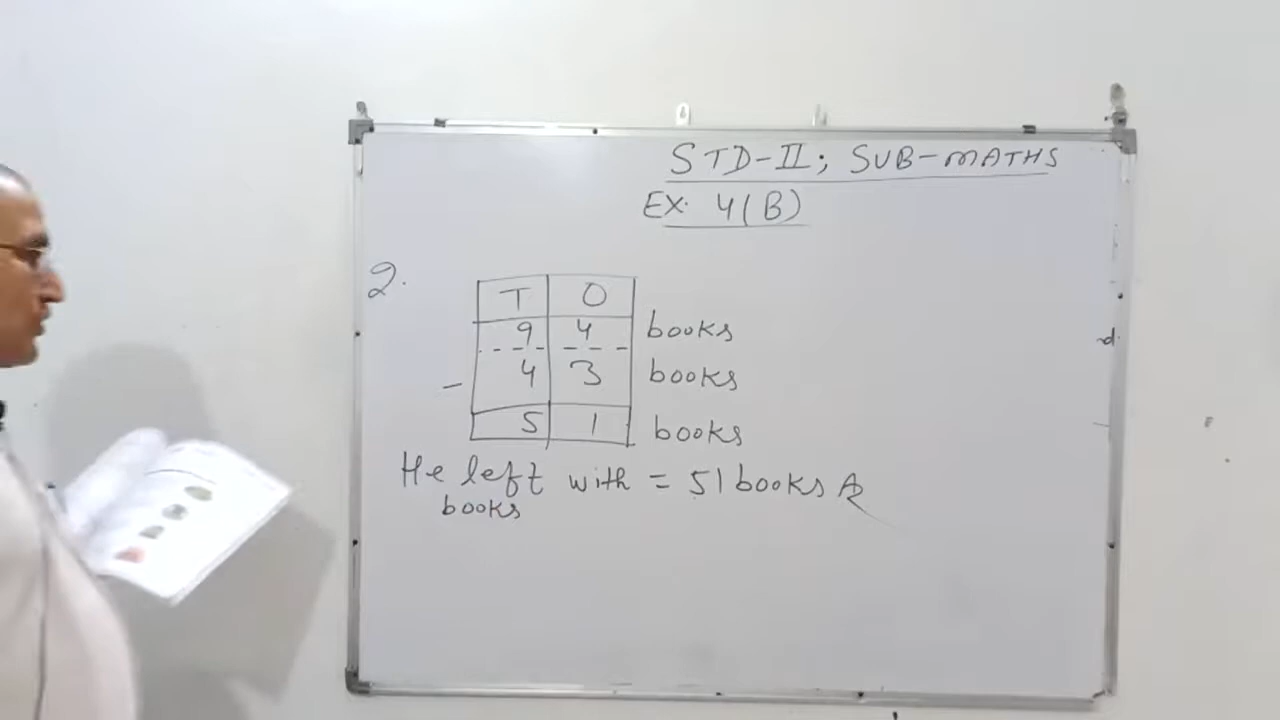 STD-II; SUB-MATHS
EX. 4(B)
2.
T O
9 4 books
- 4 3 books
5 1 books
He left with = 51 books A
books